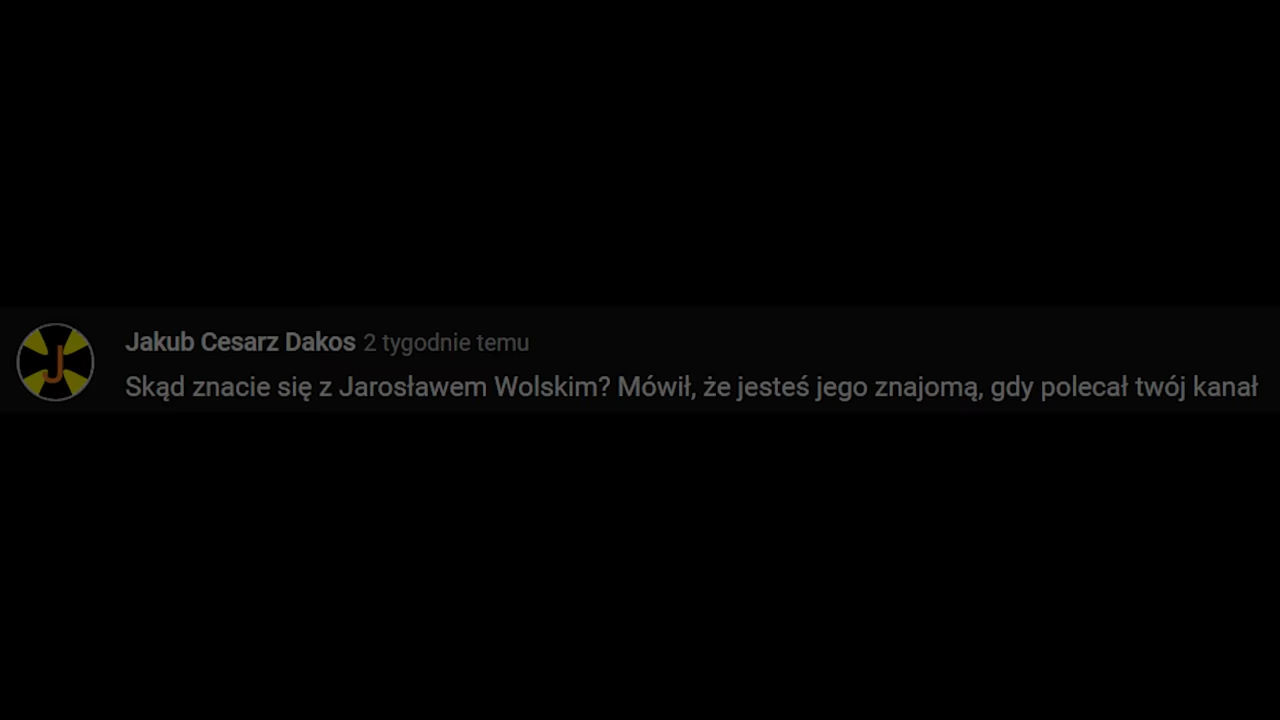 Jakub Cesarz Dakos 2 tygodnie temu
J
Skąd znacie się z Jarosławem Wolskim? Mówił, że jesteś jego znajomą, gdy polecał twój kanał